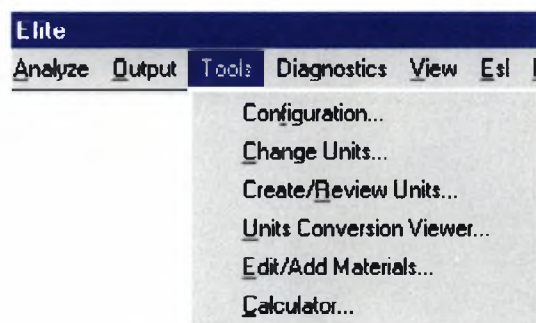 Elite
Analyze Output Tools Diagnostics View Esl
Configuration...
Change Units...
Create/Review Units...
Units Conversion Viewer...
Edit/Add Materials...
Calculator...